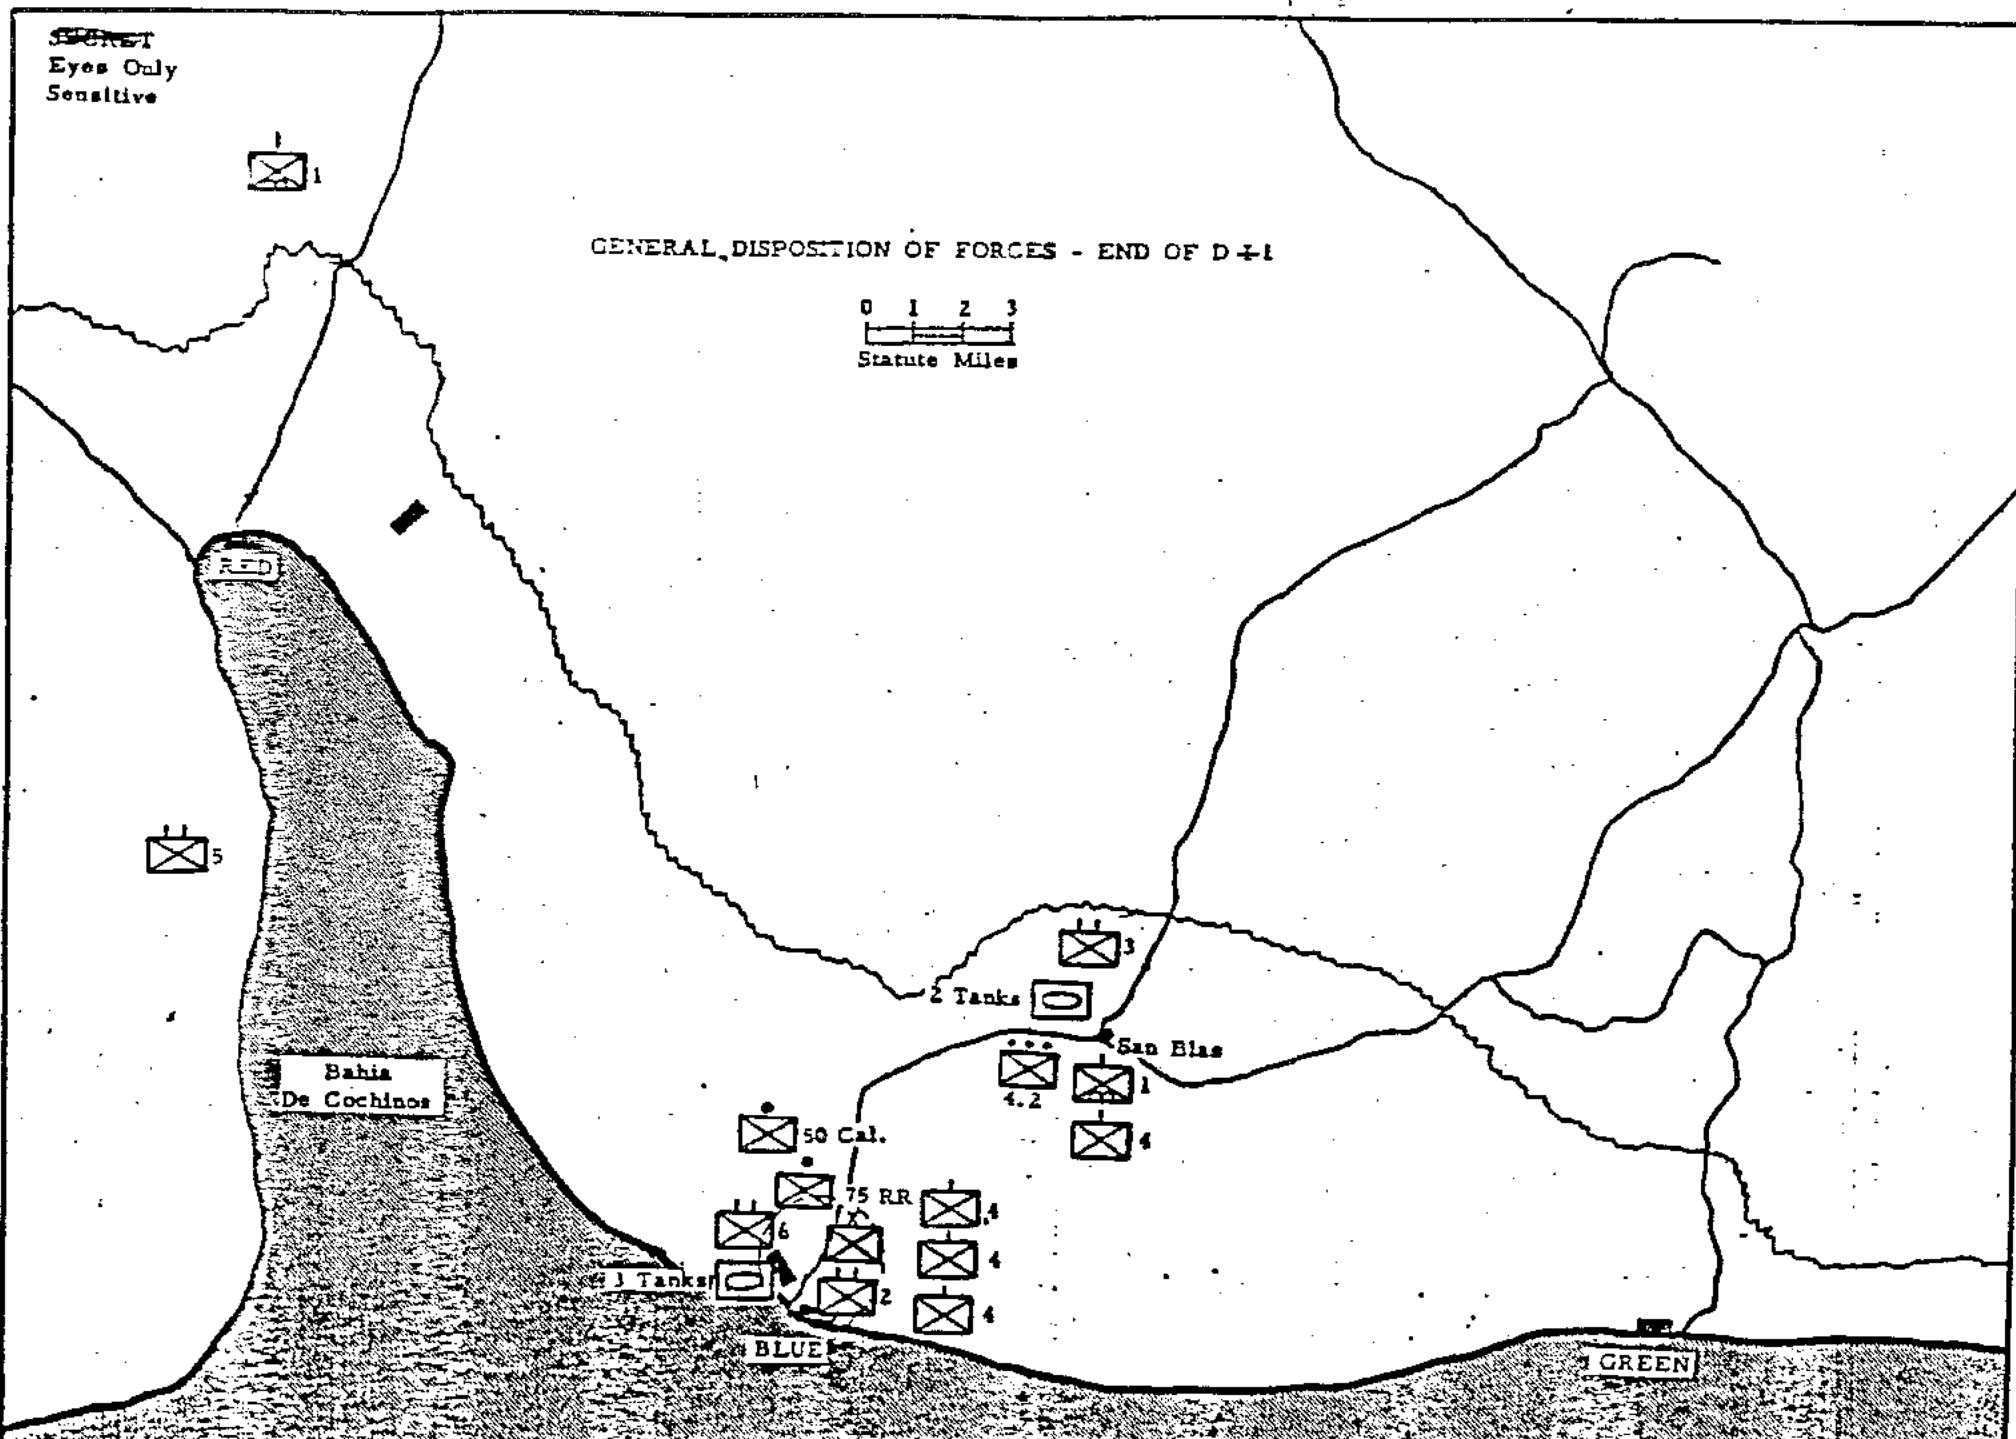 SECRET
Eyes Only
Sensitive
1
GENERAL DISPOSITION OF FORCES - END OF D+1
0 1 2 3
Statute Miles
RED
5
3
2 Tanks
San Blas
Bahia
De Cochinos
4.2
1
50 Cal.
4
75 RR
4
6
4
3 Tanks
2
4
BLUE
GREEN